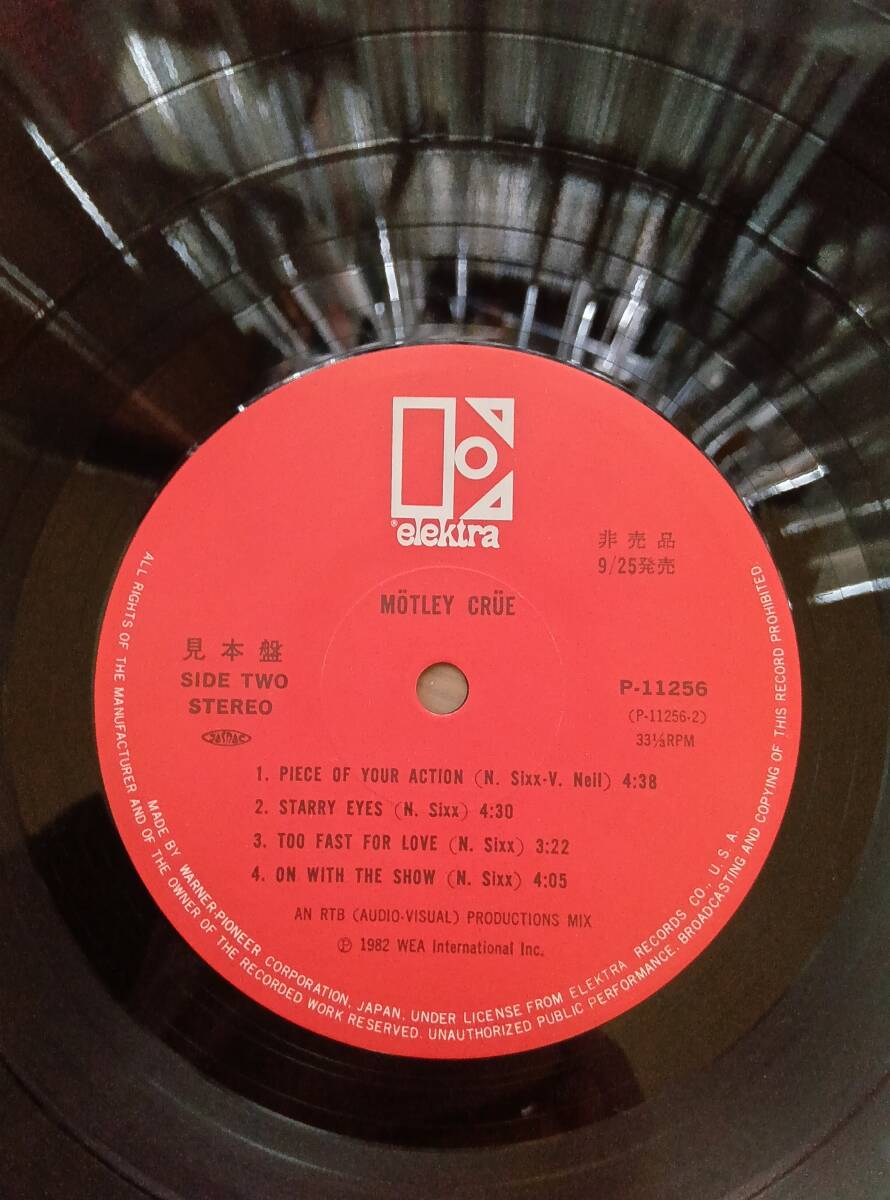 ® elektra
非売品
9/25発売
MÖTLEY CRÜE
見本盤
SIDE TWO
STEREO
JASRAC
P-11256
(P-11256-2)
33⅓RPM
1. PIECE OF YOUR ACTION (N. Sixx-V. Neil) 4:38
2. STARRY EYES (N. Sixx) 4:30
3. TOO FAST FOR LOVE (N. Sixx) 3:22
4. ON WITH THE SHOW (N. Sixx) 4:05
AN RTB (AUDIO-VISUAL) PRODUCTIONS MIX
Ⓟ 1982 WEA International Inc.
MADE BY WARNER-PIONEER CORPORATION, JAPAN, UNDER LICENSE FROM ELEKTRA RECORDS CO., U. S. A.
ALL RIGHTS OF THE MANUFACTURER AND OF THE OWNER OF THE RECORDED WORK RESERVED. UNAUTHORIZED PUBLIC PERFORMANCE, BROADCASTING AND COPYING OF THIS RECORD PROHIBITED.